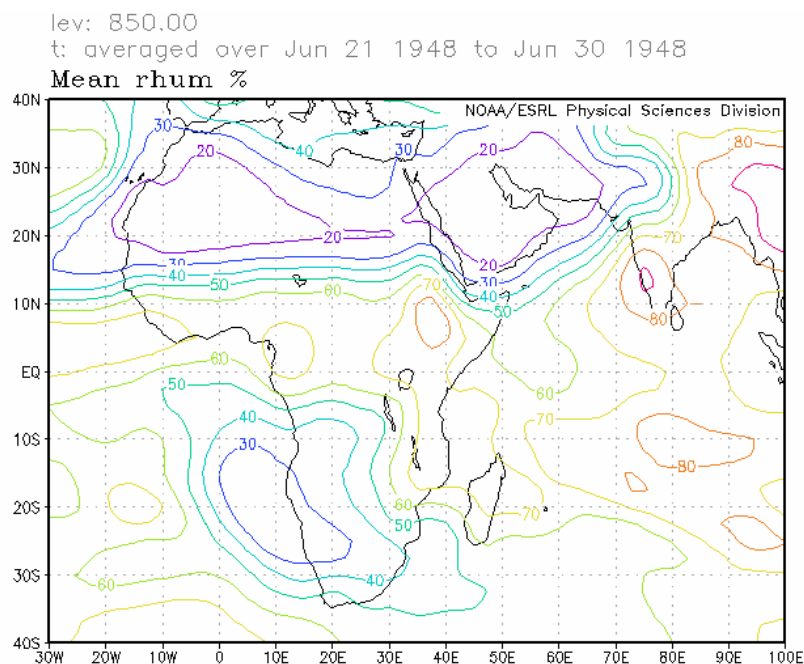 lev: 850.00
t: averaged over Jun 21 1948 to Jun 30 1948
Mean rhum %
NOAA/ESRL Physical Sciences Division
40N
30N
20N
10N
EQ
10S
20S
30S
40S
30W 20W 10W 0 10E 20E 30E 40E 50E 60E 70E 80E 90E 100E
30 40 30 20 80
20
20 20 70
30 30
40 40
50 60 70 50 80
60 60
50
40 70
30 80
60 70
50
60 40